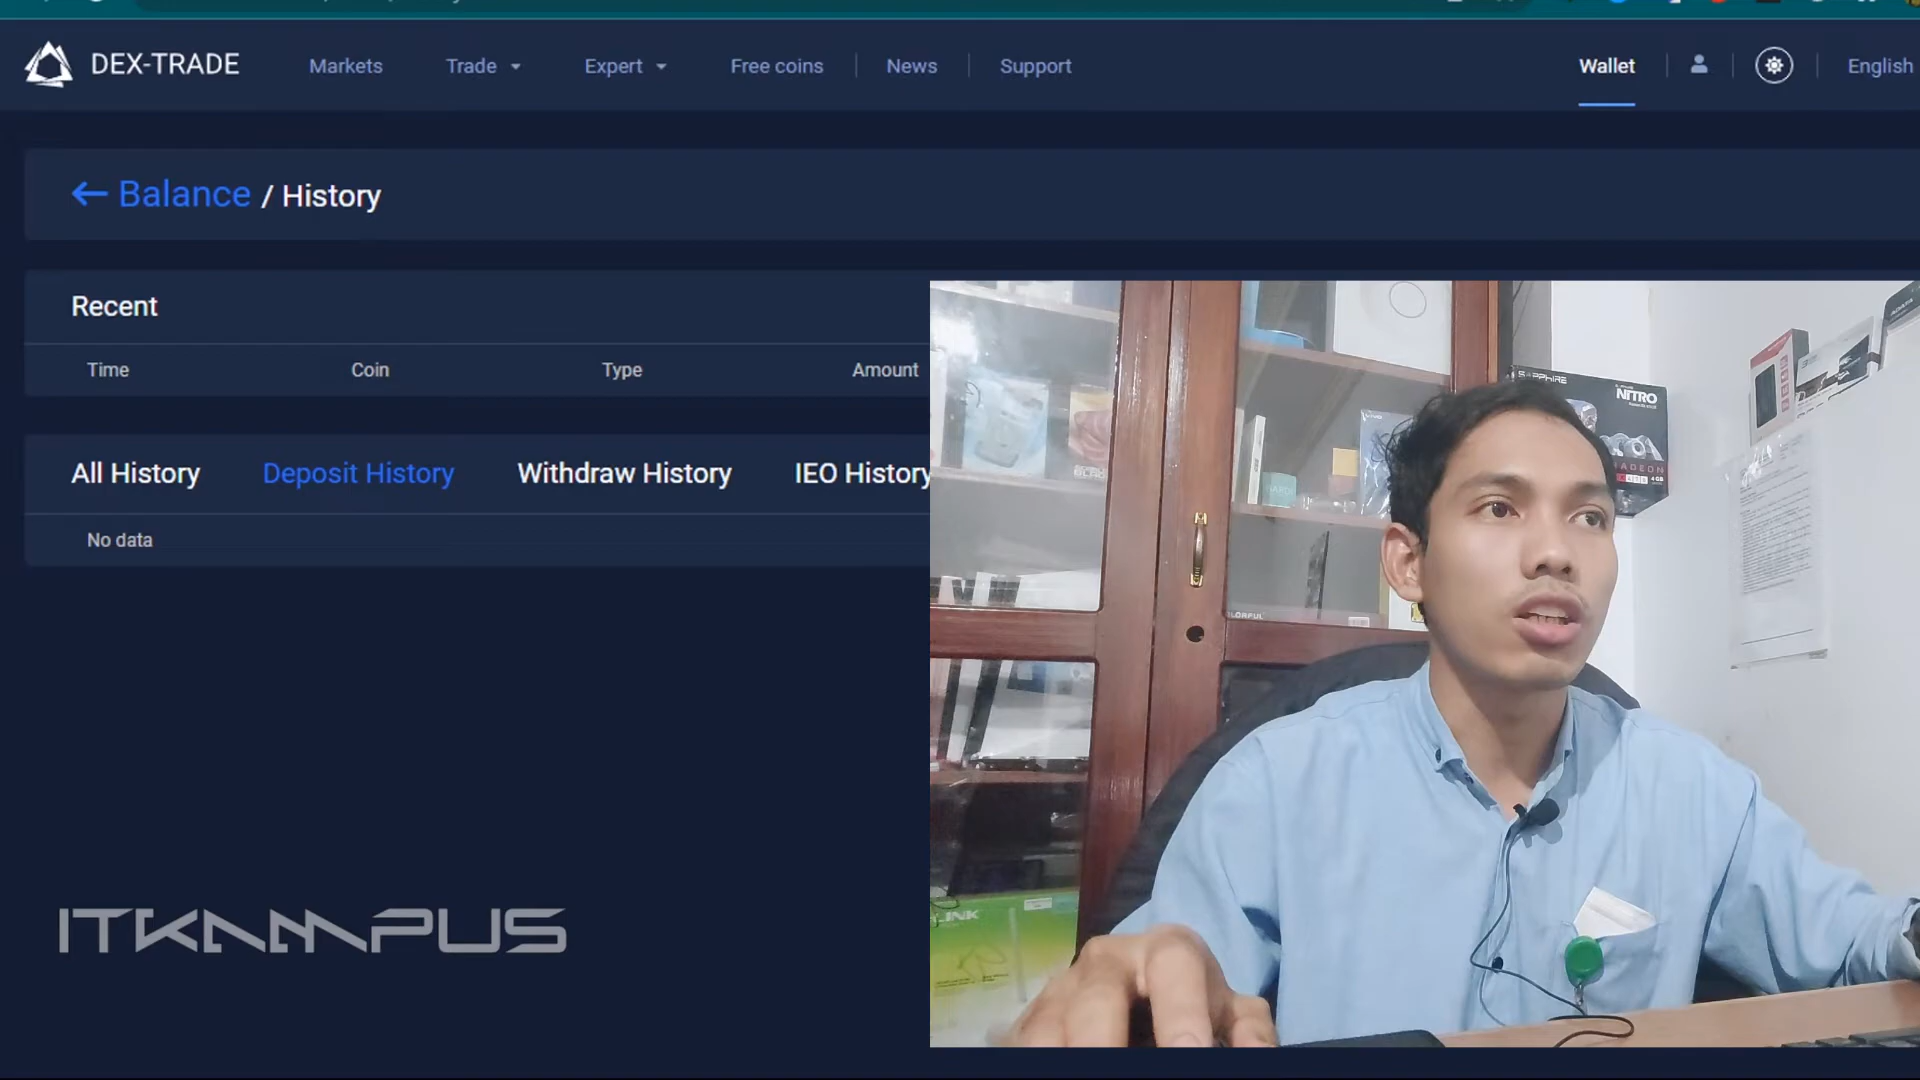 DEX-TRADE Markets Trade Expert Free coins News Support Wallet English
Balance / History
Recent
Time Coin Type Amount
All History Deposit History Withdraw History IEO History
No data
SAPPHIRE
NITRO
RADEON
ITKAMPUS